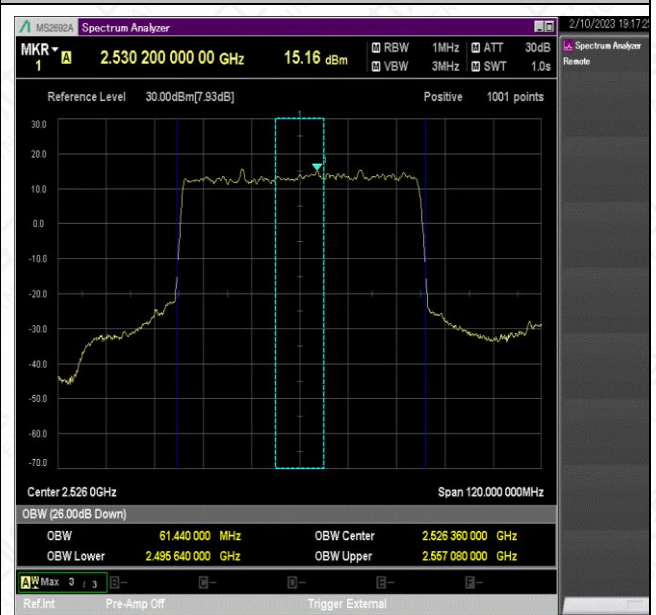 MS2692A Spectrum Analyzer
2/10/2023 19:17:2
MKR 1 A 2.530 200 000 00 GHz 15.16 dBm M RBW 1MHz M ATT 30dB
M VBW 3MHz M SWT 1.0s
Spectrum Analyzer
Remote
Reference Level 30.00dBm[7.93dB] Positive 1001 points
30.0
20.0
10.0
0.0
-10.0
-20.0
-30.0
-40.0
-50.0
-60.0
-70.0
Center 2.526 0GHz Span 120.000 000MHz
OBW (26.00dB Down)
OBW 61.440 000 MHz OBW Center 2.526 360 000 GHz
OBW Lower 2.495 640 000 GHz OBW Upper 2.557 080 000 GHz
A W Max 3 / 3 B- C- D- E- F-
Ref.Int Pre-Amp Off Trigger External